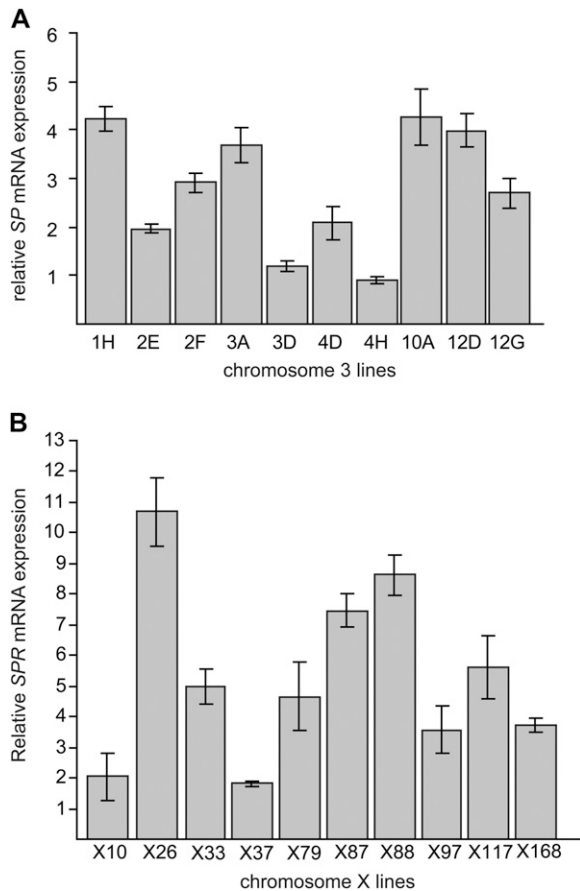 A
relative SP mRNA expression
6
5
4
3
2
1
1H 2E 2F 3A 3D 4D 4H 10A 12D 12G
chromosome 3 lines
B
Relative SPR mRNA expression
13
12
11
10
9
8
7
6
5
4
3
2
1
X10 X26 X33 X37 X79 X87 X88 X97 X117 X168
chromosome X lines